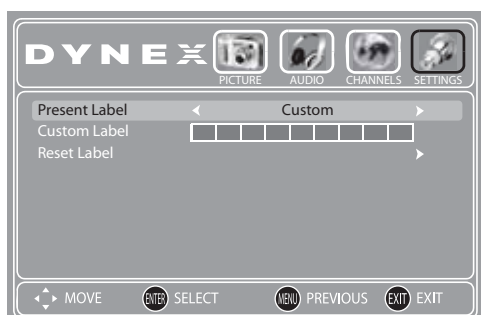 DYNEX
PICTURE AUDIO CHANNELS SETTINGS
Present Label Custom
Custom Label
Reset Label
MOVE ENTER SELECT MENU PREVIOUS EXIT EXIT